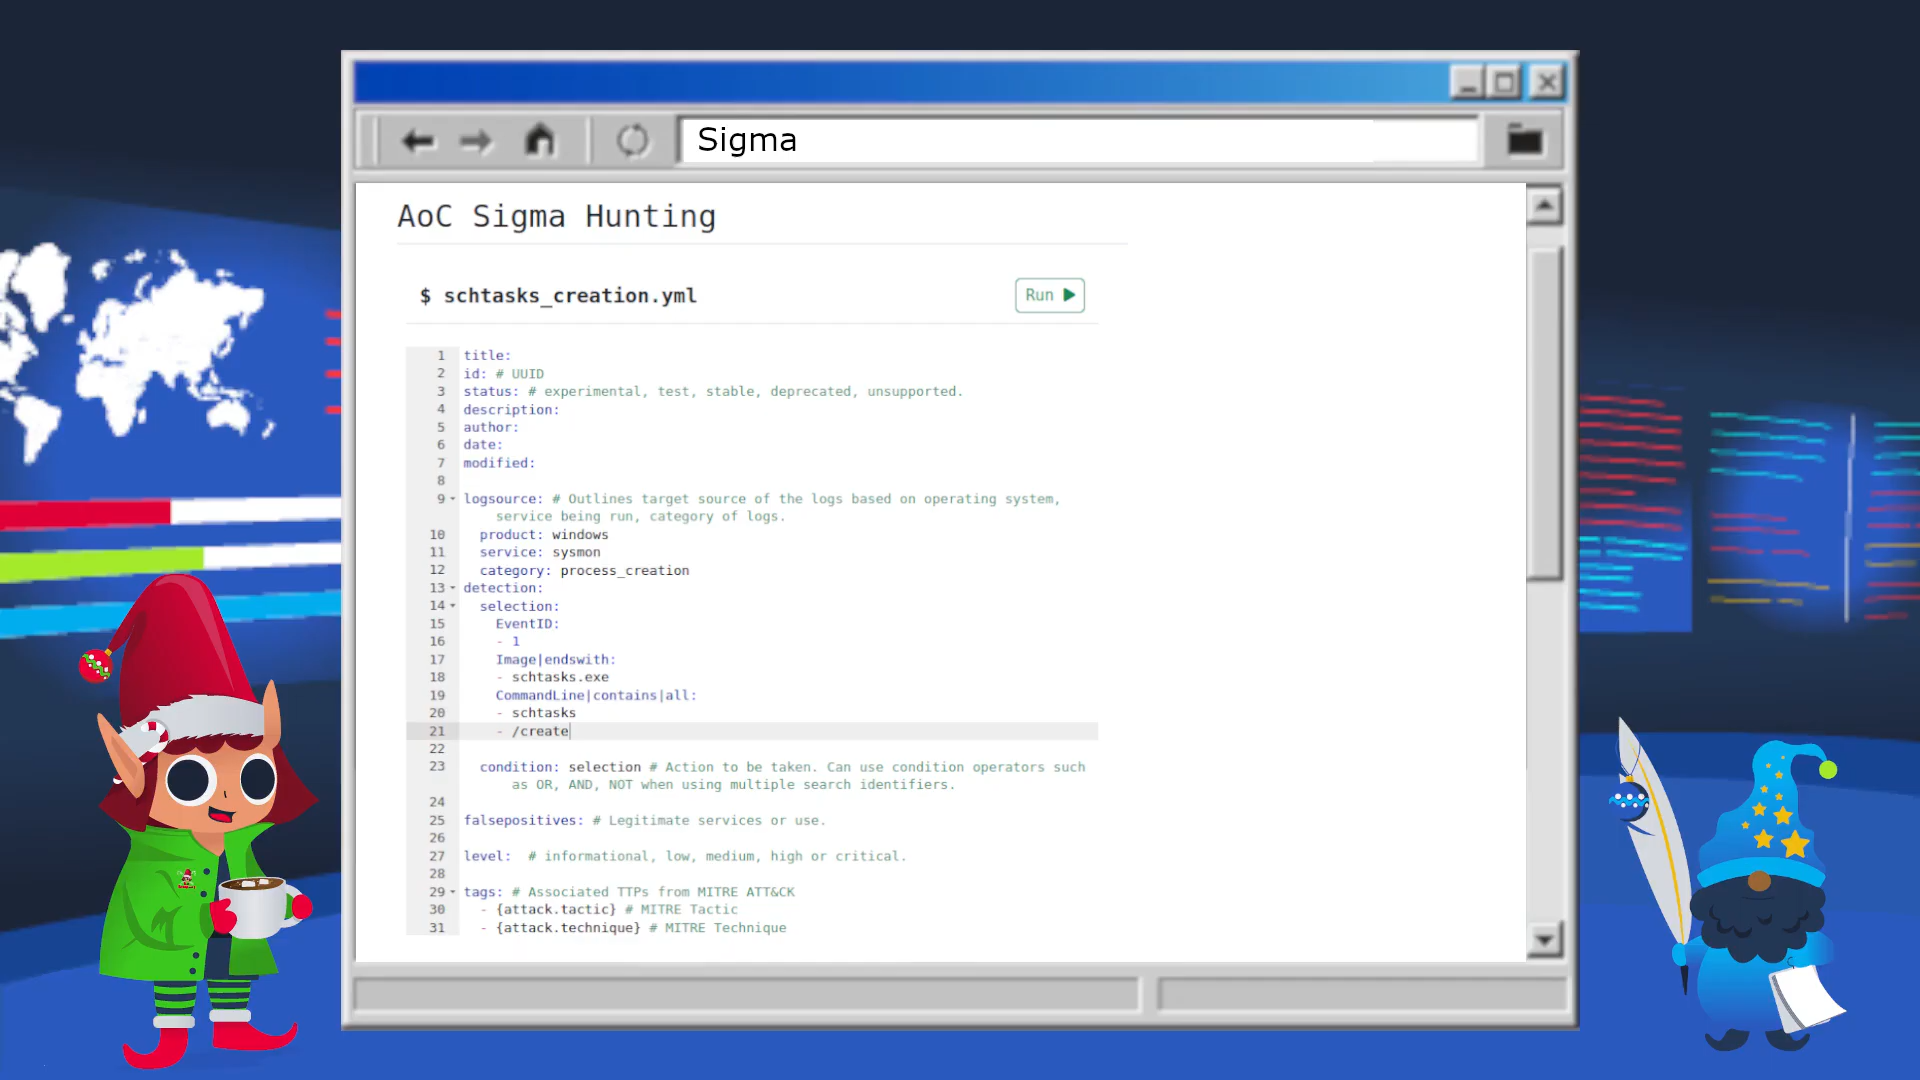 Sigma
AoC Sigma Hunting
$ schtasks_creation.yml
Run
1 title:
2 id: # UUID
3 status: # experimental, test, stable, deprecated, unsupported.
4 description:
5 author:
6 date:
7 modified:
8
9 logsource: # Outlines target source of the logs based on operating system,
service being run, category of logs.
10 product: windows
11 service: sysmon
12 category: process_creation
13 detection:
14 selection:
15 EventID:
16 - 1
17 Image|endswith:
18 - schtasks.exe
19 CommandLine|contains|all:
20 - schtasks
21 - /create
22
23 condition: selection # Action to be taken. Can use condition operators such
as OR, AND, NOT when using multiple search identifiers.
24
25 falsepositives: # Legitimate services or use.
26
27 level: # informational, low, medium, high or critical.
28
29 tags: # Associated TTPs from MITRE ATT&CK
30 - {attack.tactic} # MITRE Tactic
31 - {attack.technique} # MITRE Technique